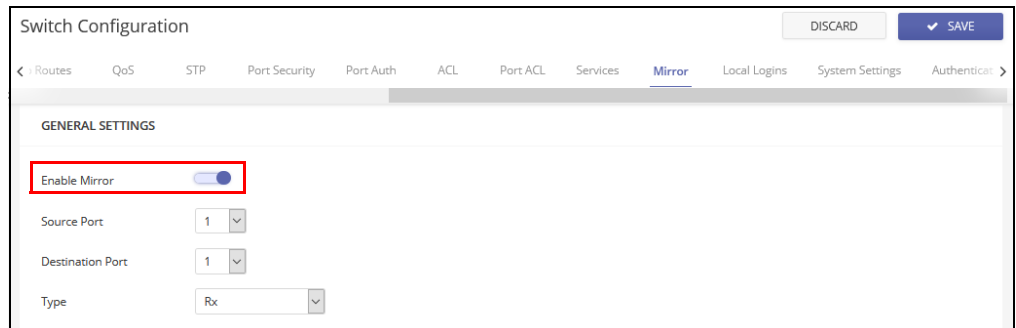 Switch Configuration DISCARD SAVE
Routes QoS STP Port Security Port Auth ACL Port ACL Services Mirror Local Logins System Settings
GENERAL SETTINGS
Enable Mirror
Source Port 1
Destination Port 1
Type Rx